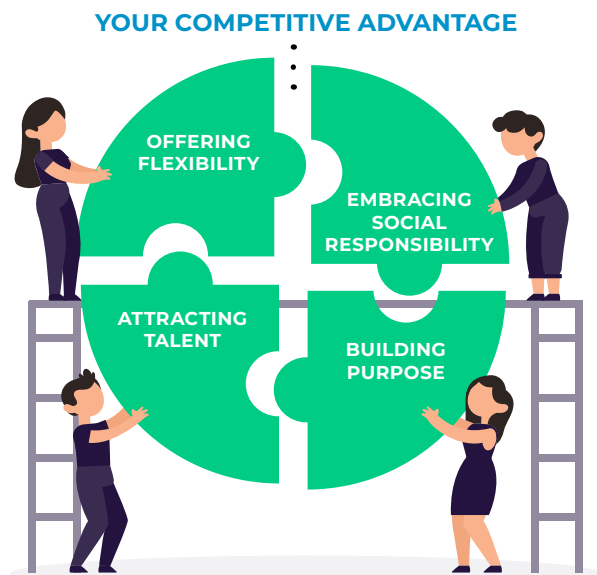 YOUR COMPETITIVE ADVANTAGE
OFFERING
FLEXIBILITY
EMBRACING
SOCIAL
RESPONSIBILITY
ATTRACTING
TALENT
BUILDING
PURPOSE